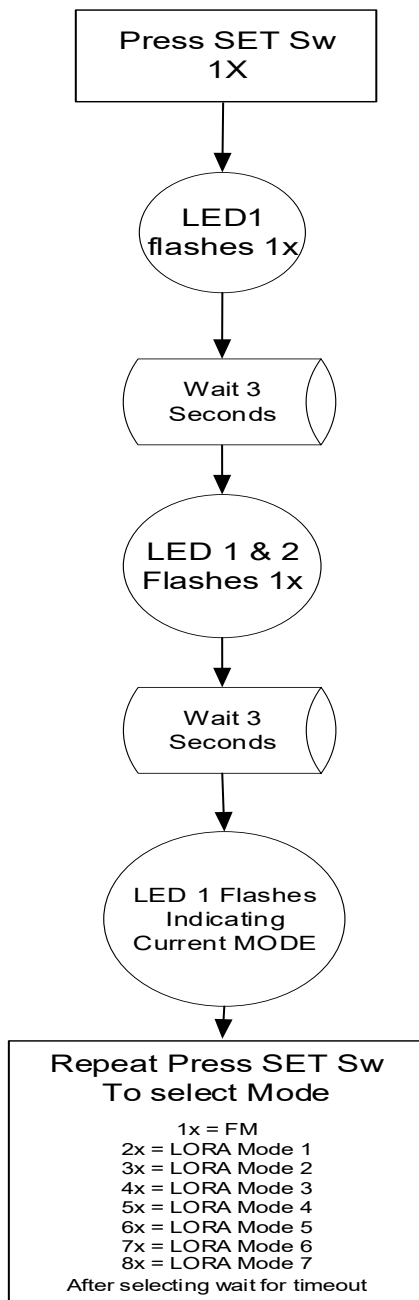 Press SET Sw
1X
LED1
flashes 1x
Wait 3
Seconds
LED 1 & 2
Flashes 1x
Wait 3
Seconds
LED 1 Flashes
Indicating
Current MODE
Repeat Press SET Sw
To select Mode
1x = FM
2x = LORA Mode 1
3x = LORA Mode 2
4x = LORA Mode 3
5x = LORA Mode 4
6x = LORA Mode 5
7x = LORA Mode 6
8x = LORA Mode 7
After selecting wait for timeout